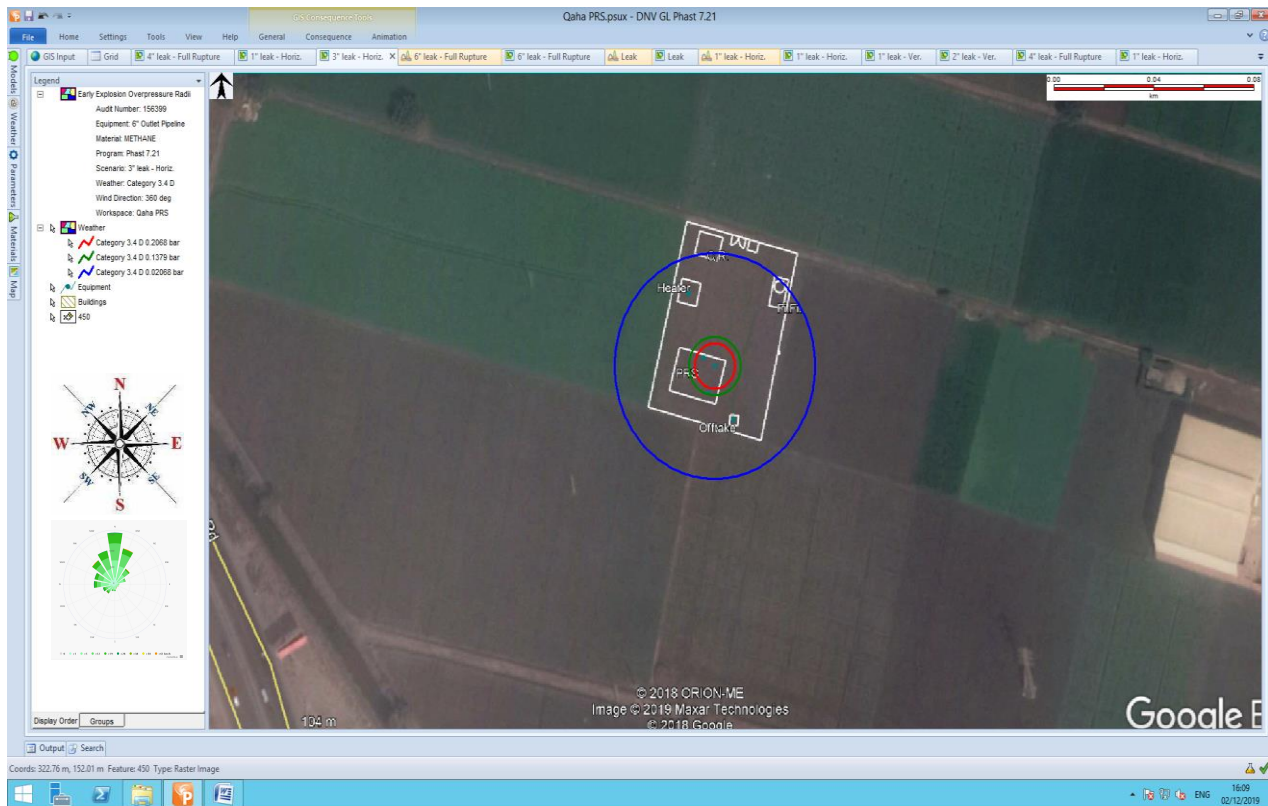 GIS Consequence Tools
Qaha PRS.psux - DNV GL Phast 7.21
File Home Settings Tools View Help General Consequence Animation
GIS Input Grid 4" leak - Full Rupture 1" leak - Horiz. 3" leak - Horiz. 6" leak - Full Rupture 6" leak - Full Rupture Leak Leak 1" leak - Horiz. 1" leak - Horiz. 1" leak - Ver. 2" leak - Ver. 4" leak - Full Rupture 1" leak - Horiz.
Models
Weather
Parameters
Materials
Map
Legend
Early Explosion Overpressure Radii
Audit Number: 156399
Equipment: 6" Outlet Pipeline
Material: METHANE
Program: Phast 7.21
Scenario: 3" leak - Horiz.
Weather: Category 3.4 D
Wind Direction: 360 deg
Workspace: Qaha PRS
Weather
Category 3.4 D 0.2068 bar
Category 3.4 D 0.1379 bar
Category 3.4 D 0.02068 bar
Equipment
Buildings
450
N
NW NE
W E
SW SE
S
0.00 0.04 0.08
km
Heater
PRS
Offtake
104 m
© 2018 ORION-ME
Image © 2019 Maxar Technologies
© 2018 Google
Google E
Display Order Groups
Output Search
Coords: 322.76 m, 152.01 m Feature: 450 Type: Raster Image
ENG
16:09
02/12/2019